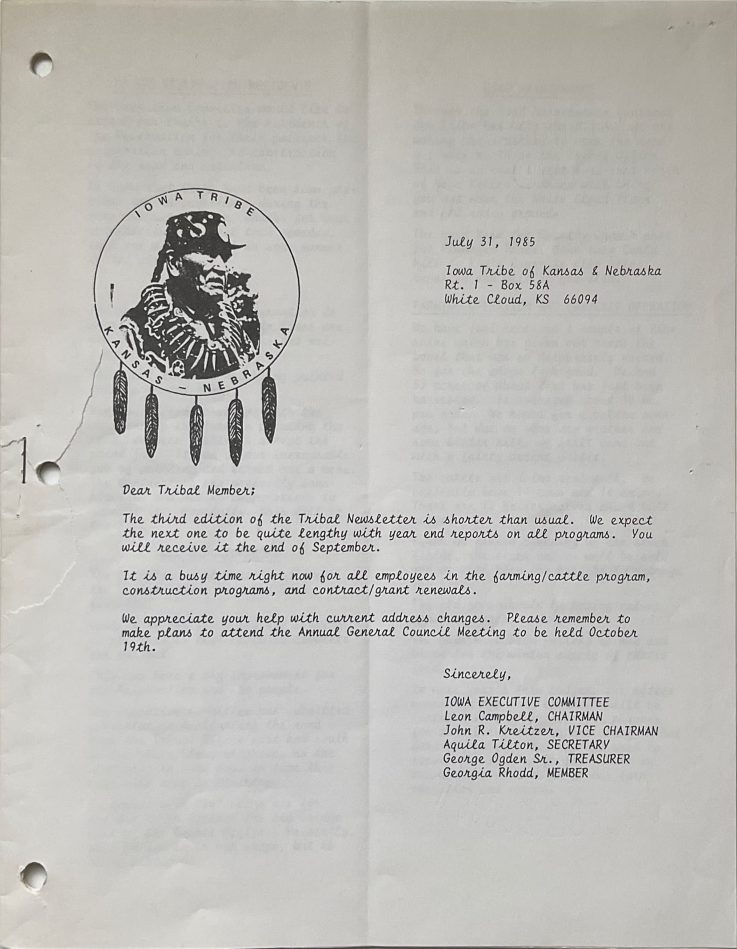 IOWA TRIBE
KANSAS – NEBRASKA
July 31, 1985
Iowa Tribe of Kansas & Nebraska
Rt. 1 - Box 58A
White Cloud, KS 66094
Dear Tribal Member;
The third edition of the Tribal Newsletter is shorter than usual. We expect
the next one to be quite lengthy with year end reports on all programs. You
will receive it the end of September.
It is a busy time right now for all employees in the farming/cattle program,
construction programs, and contract/grant renewals.
We appreciate your help with current address changes. Please remember to
make plans to attend the Annual General Council Meeting to be held October
19th.
Sincerely,
IOWA EXECUTIVE COMMITTEE
Leon Campbell, CHAIRMAN
John R. Kreitzer, VICE CHAIRMAN
Aquila Tilton, SECRETARY
George Ogden Sr., TREASURER
Georgia Rhodd, MEMBER